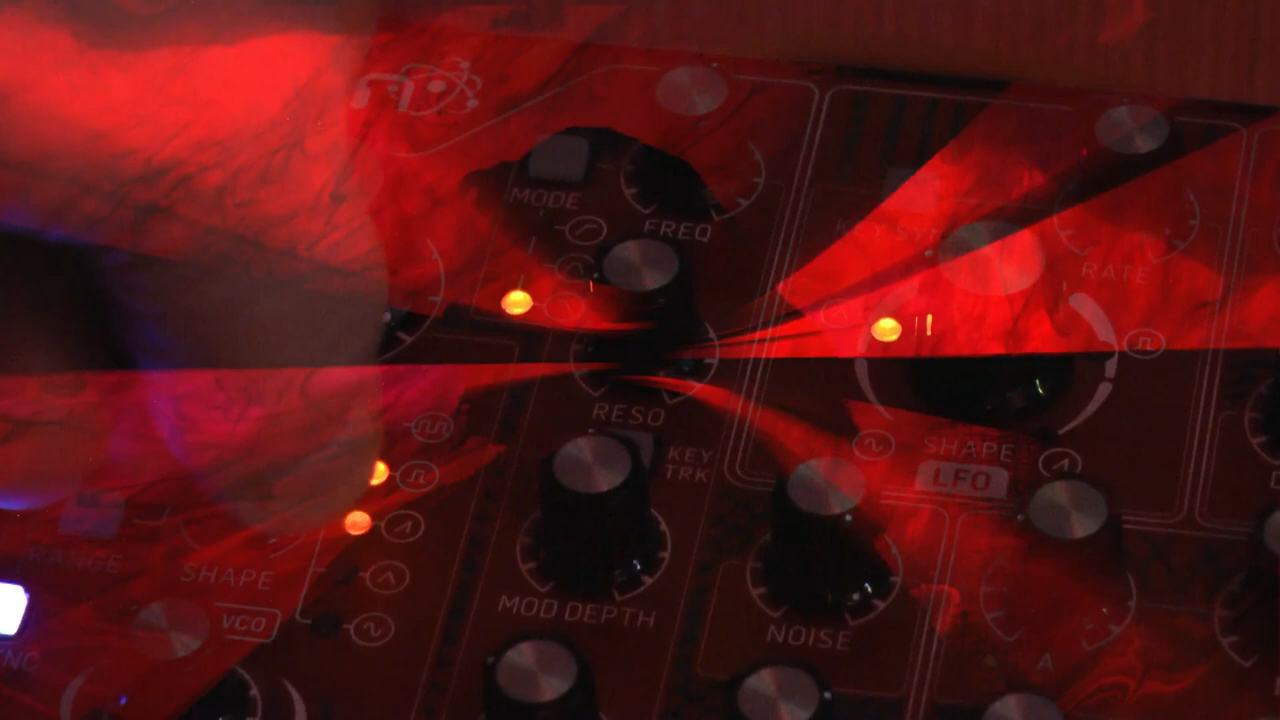 MODE
FREQ
KEY SYNC
RATE
RESO
KEY
TRK
SHAPE
LFO
RANGE
SHAPE
VCO
MOD DEPTH
NOISE
A